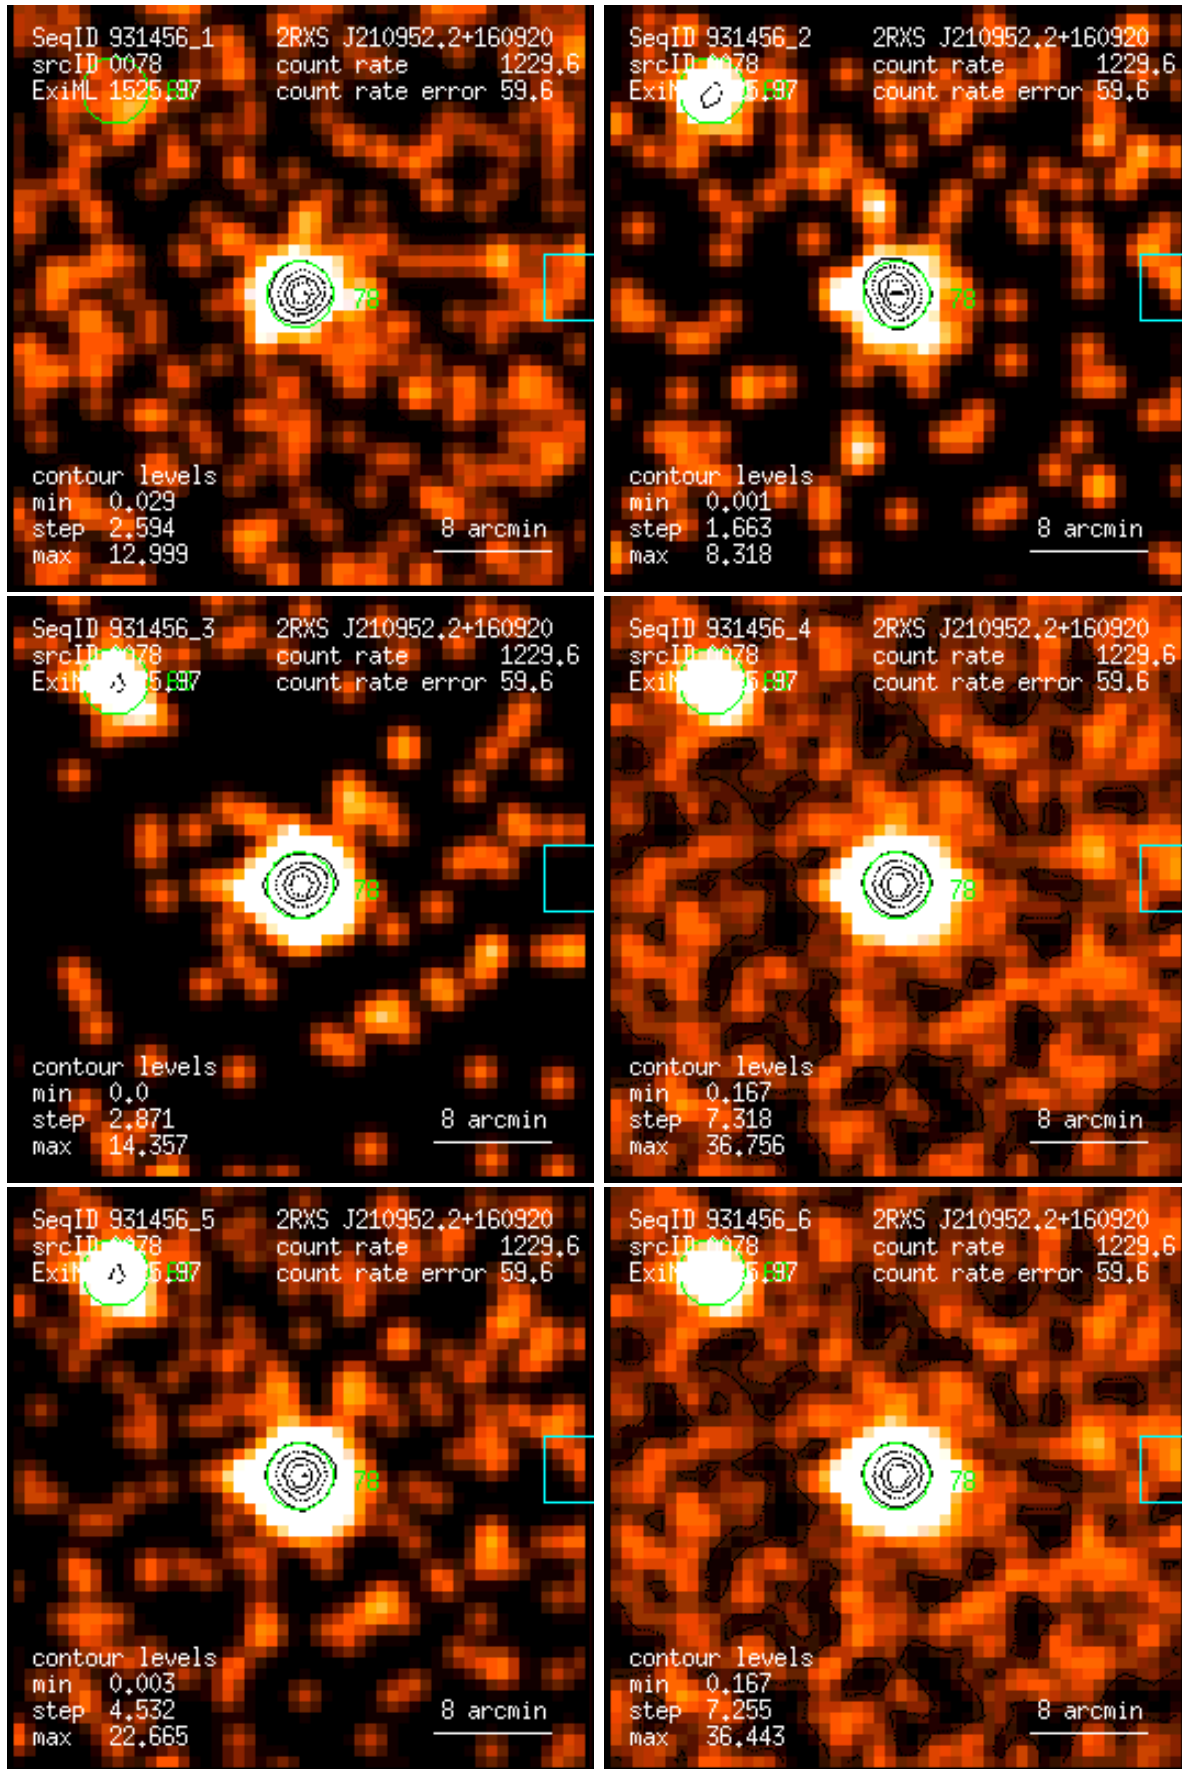 SeqID 931456_1 2RXS J210952.2+160920
srcID 0078 count rate 1229.6
ExiML 1525.97 count rate error 59.6
78
contour levels
min 0.029
step 2.594 8 arcmin
max 12.999
SeqID 931456_2 2RXS J210952.2+160920
srcID 0078 count rate 1229.6
count rate error 59.6
78
contour levels
min 0.001
step 1.663 8 arcmin
max 8.318
SeqID 931456_3 2RXS J210952.2+160920
srcID 0078 count rate 1229.6
count rate error 59.6
78
contour levels
min 0.0
step 2.871 8 arcmin
max 14.357
SeqID 931456_4 2RXS J210952.2+160920
count rate 1229.6
count rate error 59.6
78
contour levels
min 0.167
step 7.318 8 arcmin
max 36.756
SeqID 931456_5 2RXS J210952.2+160920
count rate 1229.6
count rate error 59.6
78
contour levels
min 0.003
step 4.532 8 arcmin
max 22.665
SeqID 931456_6 2RXS J210952.2+160920
count rate 1229.6
count rate error 59.6
78
contour levels
min 0.167
step 7.255 8 arcmin
max 36.443